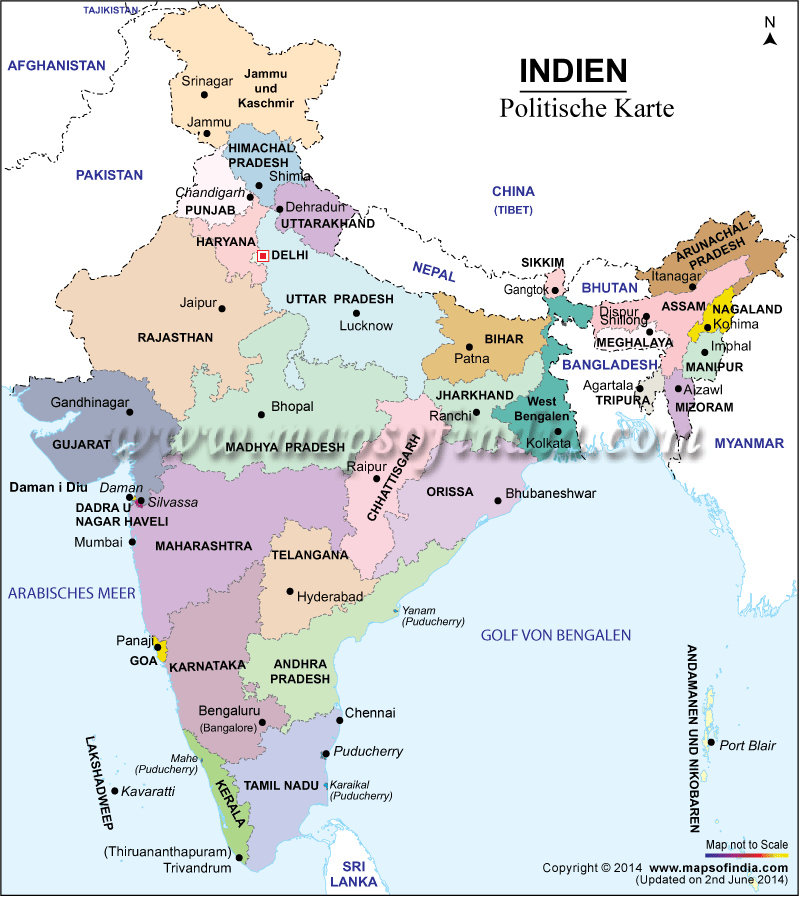 TAJIKISTAN
AFGHANISTAN
N
INDIEN
Politische Karte
Srinagar
Jammu
und
Kaschmir
Jammu
PAKISTAN
HIMACHAL
PRADESH
Shimla
Chandigarh
PUNJAB
Dehradun
UTTARAKHAND
CHINA
(TIBET)
HARYANA
DELHI
NEPAL
SIKKIM
Gangtok
BHUTAN
ARUNACHAL
PRADESH
Itanagar
ASSAM
NAGALAND
Dispur
Shillong
Kohima
MEGHALAYA
Imphal
MANIPUR
Jaipur
RAJASTHAN
UTTAR PRADESH
Lucknow
BIHAR
Patna
BANGLADESH
Agartala
TRIPURA
Aizawl
MIZORAM
MYANMAR
Gandhinagar
GUJARAT
Bhopal
MADHYA PRADESH
JHARKHAND
Ranchi
West
Bengalen
Kolkata
www.mapsofindia.com
Raipur
CHHATTISGARH
ORISSA
Bhubaneshwar
Daman i Diu
Daman
Silvassa
DADRA U
NAGAR HAVELI
Mumbai
MAHARASHTRA
TELANGANA
Hyderabad
ARABISCHES MEER
Yanam
(Puducherry)
GOLF VON BENGALEN
Panaji
GOA
KARNATAKA
ANDHRA
PRADESH
Bengaluru
(Bangalore)
Chennai
Puducherry
Mahe
(Puducherry)
LAKSHADWEEP
Kavaratti
KERALA
TAMIL NADU
Karaikal
(Puducherry)
ANDAMANEN UND NIKOBAREN
Port Blair
(Thiruananthapuram)
Trivandrum
SRI
LANKA
Map not to Scale
Copyright © 2014 www.mapsofindia.com
(Updated on 2nd June 2014)